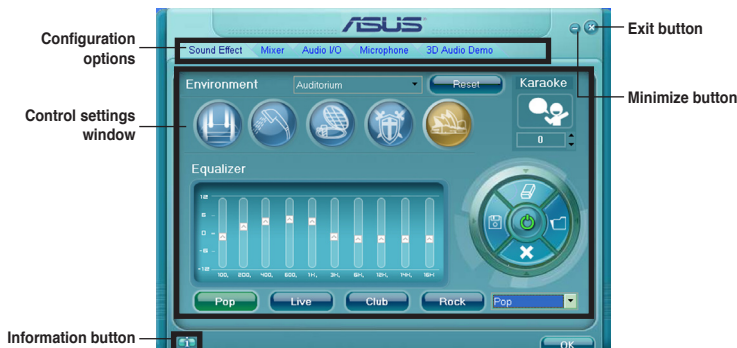 ASUS
Configuration options
Sound Effect Mixer Audio I/O Microphone 3D Audio Demo
Exit button
Minimize button
Control settings window
Environment Auditorium Reset Karaoke
0
Equalizer
12
6
0
-6
-12
100, 200, 400, 600, 1K, 3K, 6K, 12K, 14K, 16K
Pop Live Club Rock Pop
Information button
i
OK